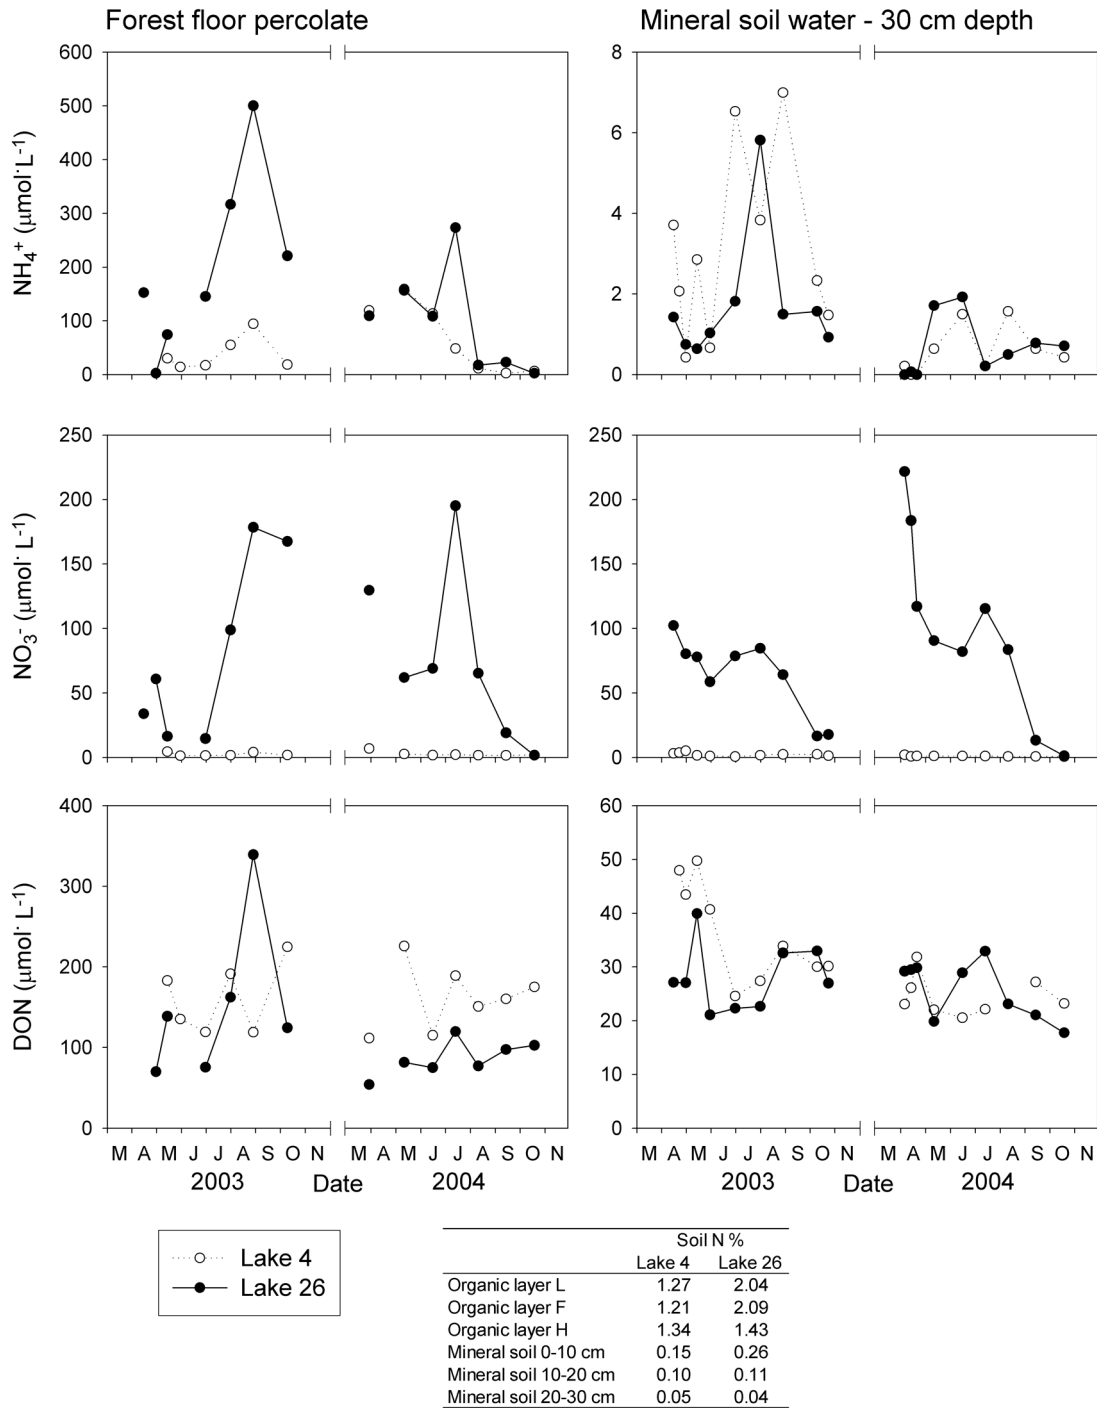 Forest floor percolate
Mineral soil water - 30 cm depth
NH4+ (μmol·L-1)
600
500
400
300
200
100
0
8
6
4
2
0
NO3- (μmol· L-1)
250
200
150
100
50
0
250
200
150
100
50
0
DON (μmol· L-1)
400
300
200
100
0
60
50
40
30
20
10
0
M A M J J A S O N M A M J J A S O N
2003 Date 2004
M A M J J A S O N M A M J J A S O N
2003 Date 2004
Lake 4
Lake 26
Soil N %
Lake 4 Lake 26
Organic layer L 1.27 2.04
Organic layer F 1.21 2.09
Organic layer H 1.34 1.43
Mineral soil 0-10 cm 0.15 0.26
Mineral soil 10-20 cm 0.10 0.11
Mineral soil 20-30 cm 0.05 0.04